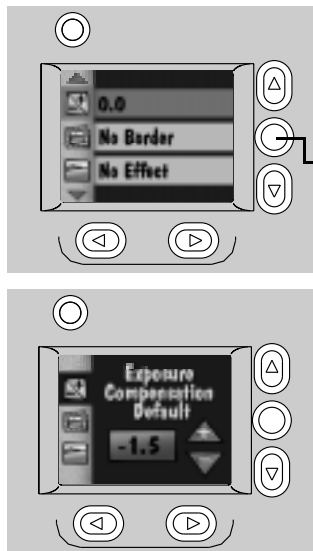 0.0
No Border
No Effect
Exposure
Compensation
Default
-1.5